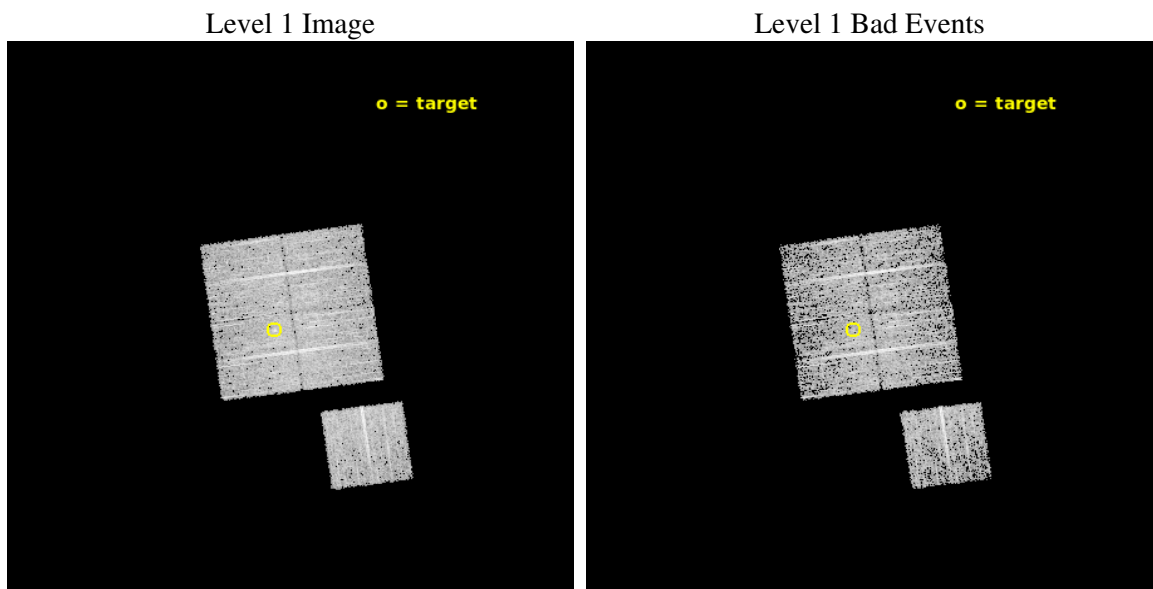 Level 1 Image
Level 1 Bad Events
o = target
o = target